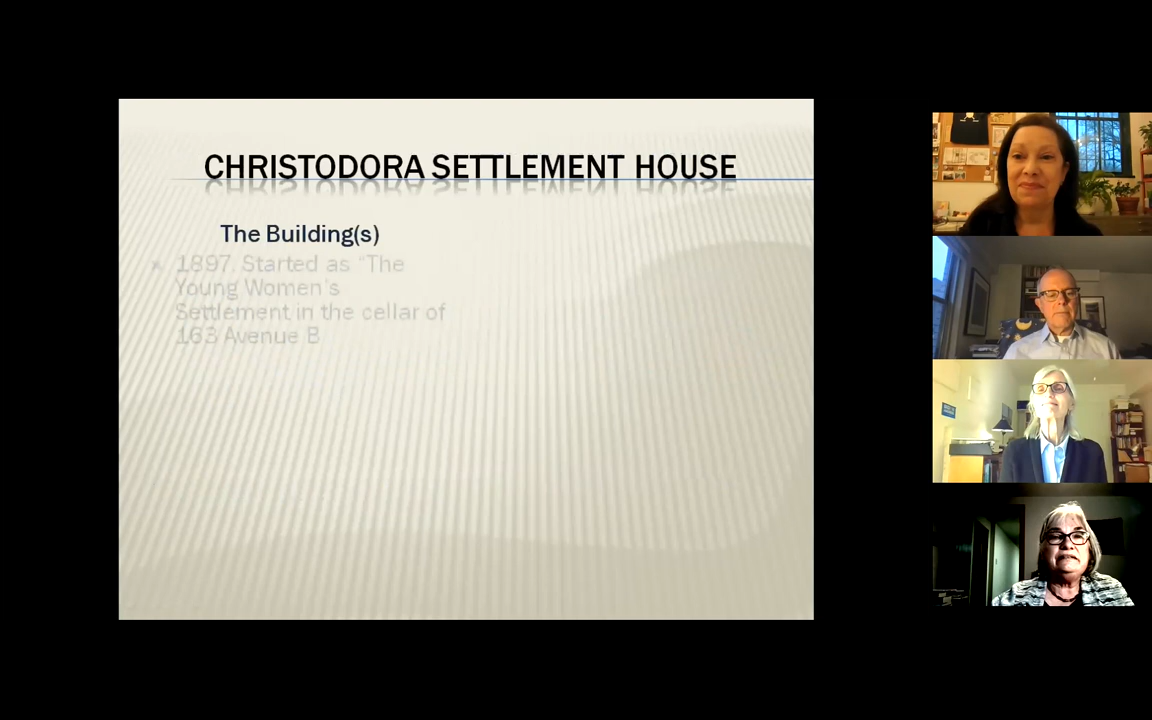 CHRISTODORA SETTLEMENT HOUSE
The Building(s)
1897. Started as “The
Young Women’s
Settlement in the cellar of
163 Avenue B